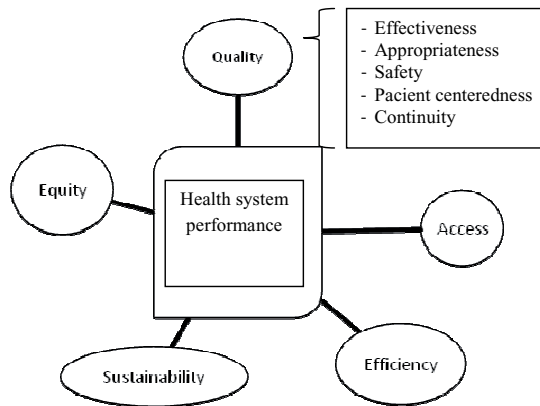 Quality
- Effectiveness
- Appropriateness
- Safety
- Pacient centeredness
- Continuity
Equity
Health system
performance
Access
Sustainability
Efficiency